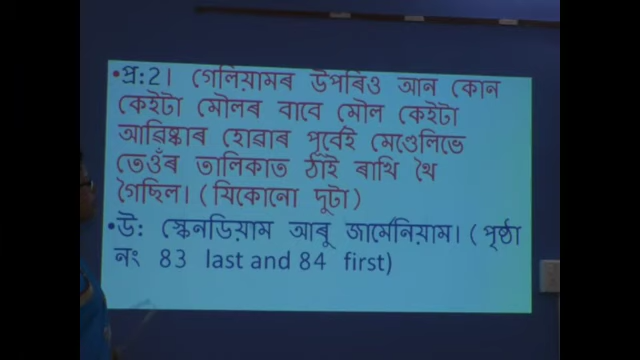 •প্ৰ:2। গেলিয়ামৰ উপৰিও আন কোন
কেইটা মৌলৰ বাবে মৌল কেইটা
আৱিষ্কাৰ হোৱাৰ পূৰ্বেই মেণ্ডেলিভে
তেওঁৰ তালিকাত ঠাঁই ৰাখি থৈ
গৈছিল। (যিকোনো দুটা)
•উ: স্কেনডিয়াম আৰু জাৰ্মেনিয়াম। (পৃষ্ঠা
নং 83 last and 84 first)